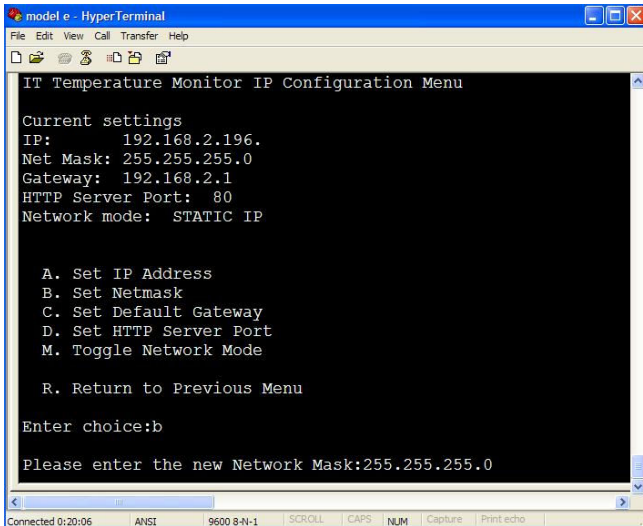 model e - HyperTerminal
File Edit View Call Transfer Help
IT Temperature Monitor IP Configuration Menu
Current settings
IP: 192.168.2.196.
Net Mask: 255.255.255.0
Gateway: 192.168.2.1
HTTP Server Port: 80
Network mode: STATIC IP
A. Set IP Address
B. Set Netmask
C. Set Default Gateway
D. Set HTTP Server Port
M. Toggle Network Mode
R. Return to Previous Menu
Enter choice:b
Please enter the new Network Mask:255.255.255.0
Connected 0:20:06 ANSI 9600 8-N-1 SCROLL CAPS NUM Capture Print echo